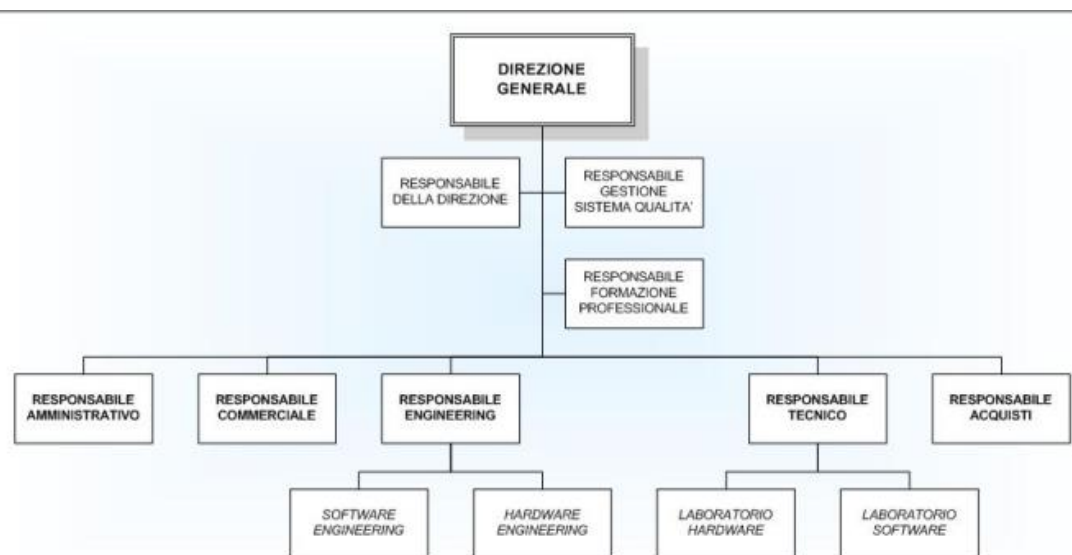 DIREZIONE
GENERALE
RESPONSABILE
DELLA DIREZIONE
RESPONSABILE
GESTIONE
SISTEMA QUALITA'
RESPONSABILE
FORMAZIONE
PROFESSIONALE
RESPONSABILE
AMMINISTRATIVO
RESPONSABILE
COMMERCIALE
RESPONSABILE
ENGINEERING
RESPONSABILE
TECNICO
RESPONSABILE
ACQUISTI
SOFTWARE
ENGINEERING
HARDWARE
ENGINEERING
LABORATORIO
HARDWARE
LABORATORIO
SOFTWARE